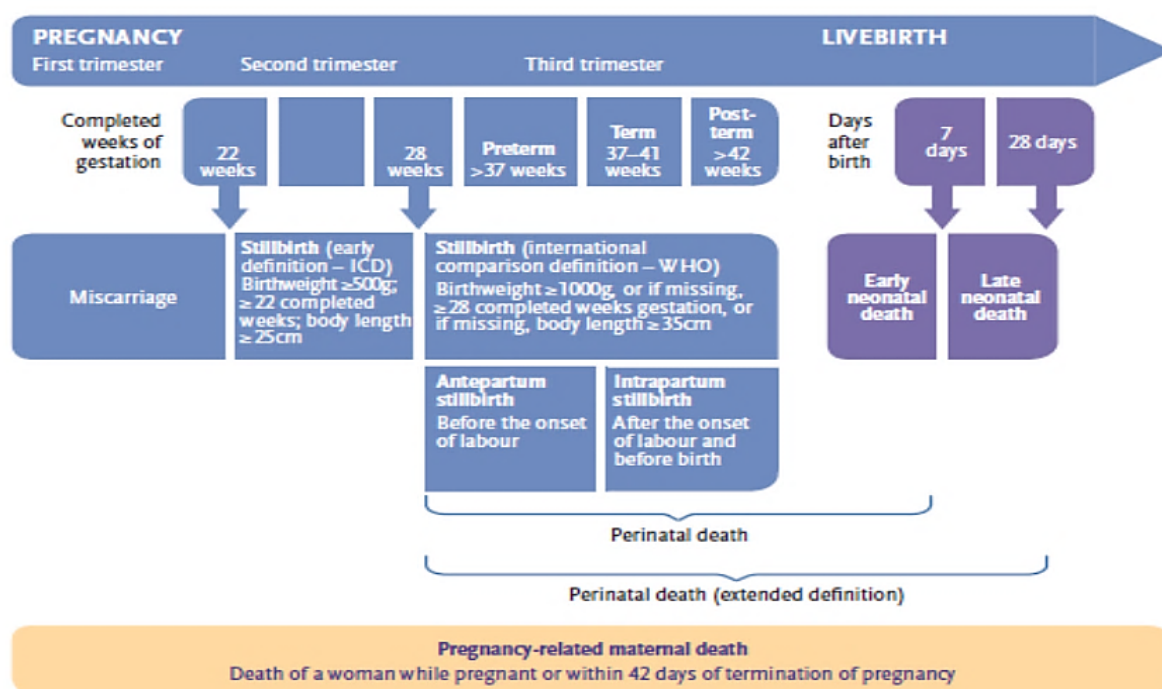 PREGNANCY
LIVEBIRTH
First trimester
Second trimester
Third trimester
Completed
weeks of
gestation
22
weeks
28
weeks
Preterm
>37 weeks
Term
37–41
weeks
Post-
term
>42
weeks
Days
after
birth
7
days
28 days
Miscarriage
Stillbirth (early
definition – ICD)
Birthweight ≥500g;
≥ 22 completed
weeks; body length
≥ 25cm
Stillbirth (international
comparison definition – WHO)
Birthweight ≥1000g, or if missing,
≥28 completed weeks gestation, or
if missing, body length ≥ 35cm
Early
neonatal
death
Late
neonatal
death
Antepartum
stillbirth
Before the onset
of labour
Intrapartum
stillbirth
After the onset
of labour and
before birth
Perinatal death
Perinatal death (extended definition)
Pregnancy-related maternal death
Death of a woman while pregnant or within 42 days of termination of pregnancy